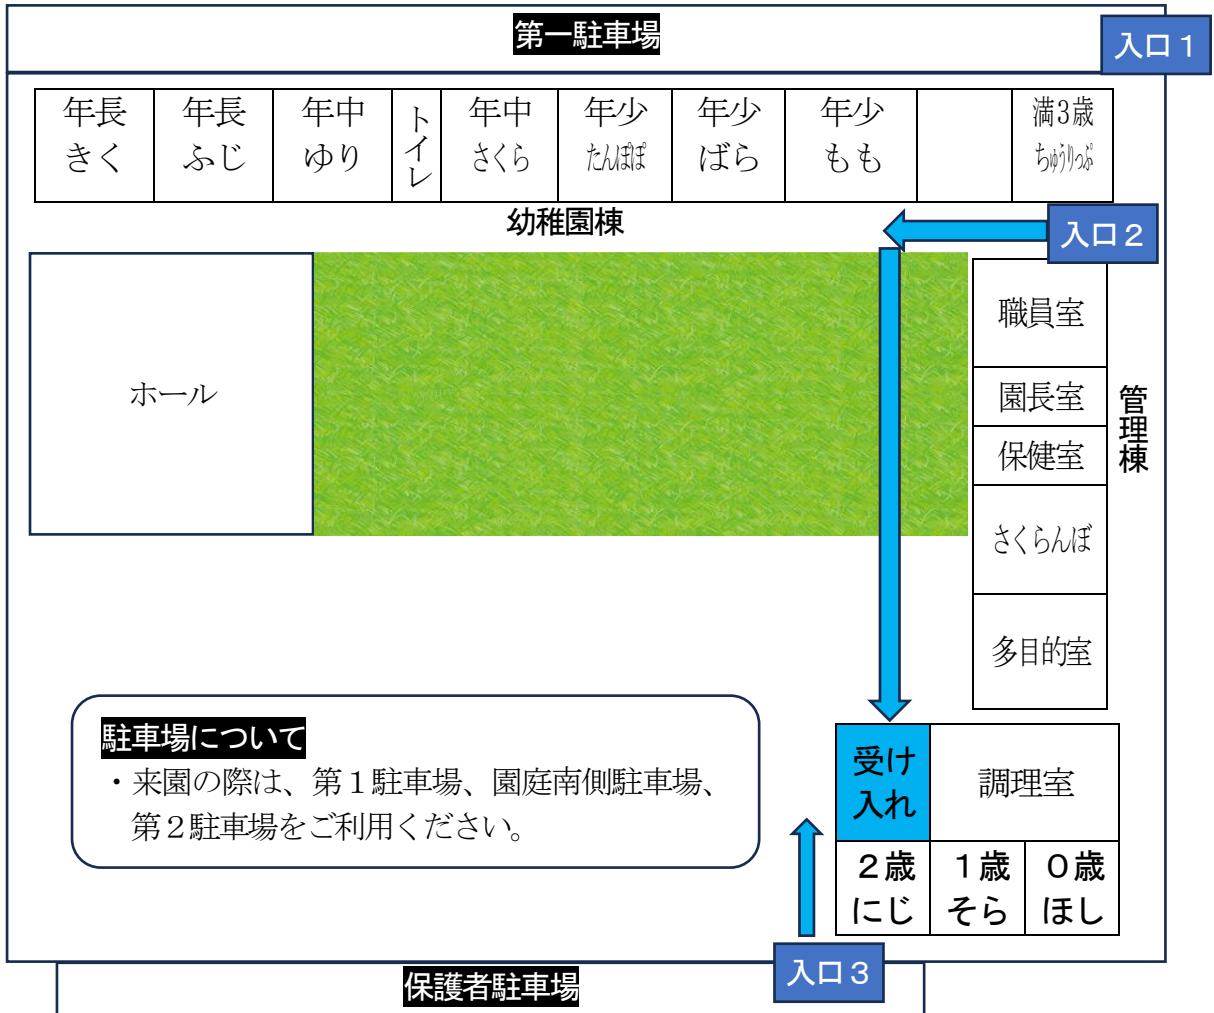 第一駐車場
入口１
年長
きく
年長
ふじ
年中
ゆり
トイレ
年中
さくら
年少
たんぽぽ
年少
ばら
年少
もも
満3歳
ちゅうりっぷ
幼稚園棟
入口２
ホール
職員室
園長室
保健室
さくらんぼ
多目的室
管理棟
駐車場について
・来園の際は、第１駐車場、園庭南側駐車場、
第２駐車場をご利用ください。
受け
入れ
調理室
２歳
にじ
１歳
そら
０歳
ほし
入口３
保護者駐車場